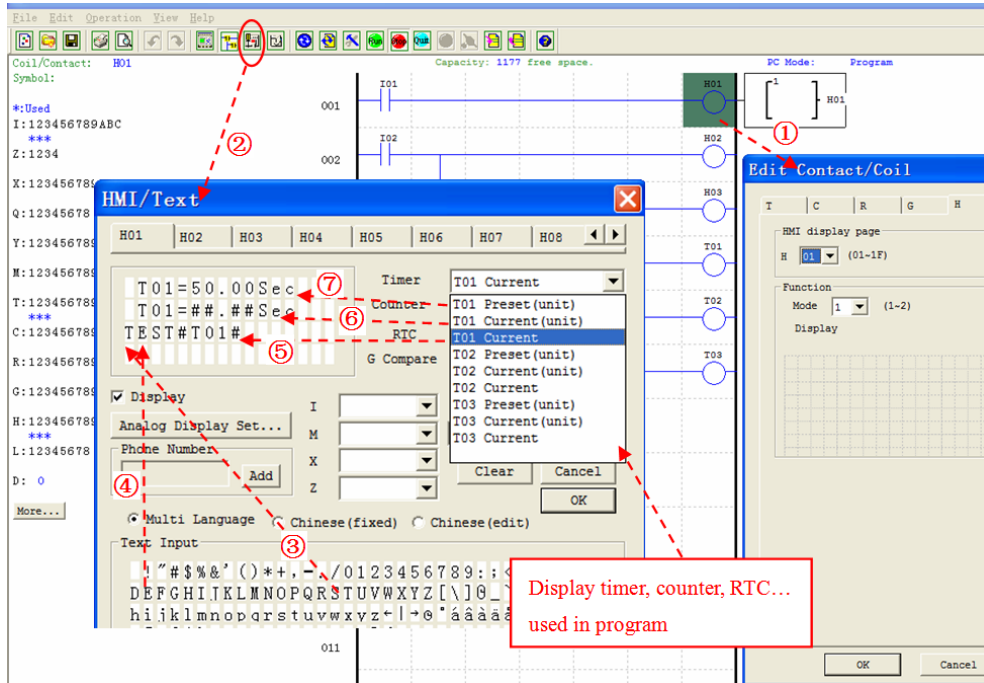 File Edit Operation View Help
Run Stop Quit
Coil/Contact: H01
Capacity: 1177 free space.
PC Mode: Program
Symbol:
*:Used
I:123456789ABC
***
Z:1234
X:123456789
Q:12345678
Y:123456789
M:123456789
T:123456789
***
C:123456789
R:123456789
G:123456789
H:123456789
***
L:12345678
D: 0
More...
001
I01
H01
1
H01
①
002
I02
H02
H03
T01
T02
T03
011
②
HMI/Text
H01 H02 H03 H04 H05 H06 H07 H08
T01=50.00Sec
T01=##.##Sec
TEST#T01#
⑦
⑥
⑤
Timer
T01 Current
Counter
RTC
G Compare
T01 Preset(unit)
T01 Current(unit)
T01 Current
T02 Preset(unit)
T02 Current(unit)
T02 Current
T03 Preset(unit)
T03 Current(unit)
T03 Current
Display
Analog Display Set...
Phone Number
Add
I
M
X
Z
Clear Cancel
OK
④
Multi Language Chinese(fixed) Chinese(edit)
③
Text Input
!"#$%&'()*+,-./0123456789:;<
DEFGHIJKLMNOPQRSTUVWXYZ[\]
hijklmnopqrstuvwxyz
Display timer, counter, RTC…
used in program
Edit Contact/Coil
T C R G H
HMI display page
H 01 (01~1F)
Function
Mode 1 (1~2)
Display
OK Cancel